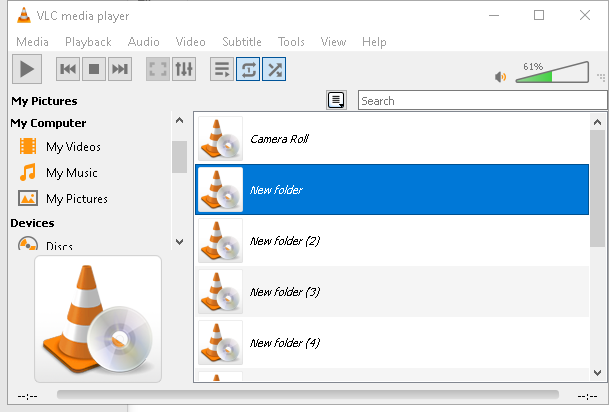 VLC media player
Media Playback Audio Video Subtitle Tools View Help
61%
My Pictures
Search
My Computer
My Videos
My Music
My Pictures
Devices
Discs
Camera Roll
New folder
New folder (2)
New folder (3)
New folder (4)
--:-- --:--